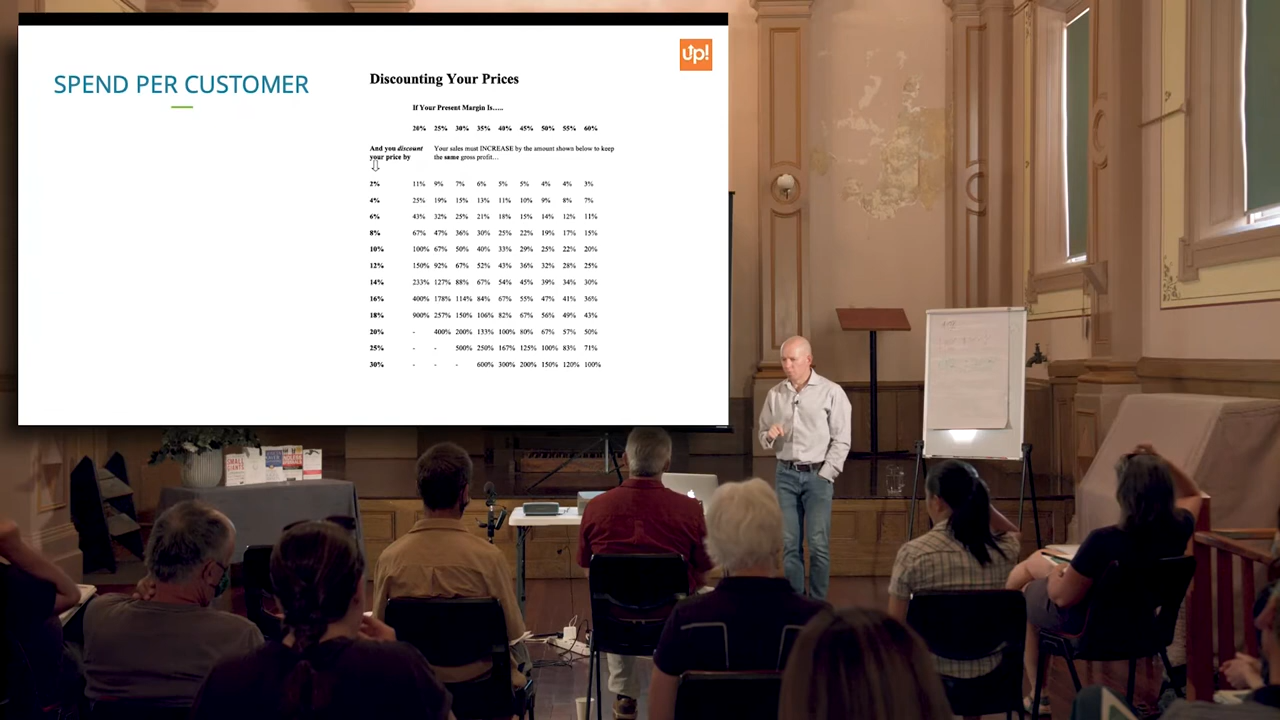 up!
SPEND PER CUSTOMER
Discounting Your Prices
If Your Present Margin Is…..
20% 25% 30% 35% 40% 45% 50% 55% 60%
And you discount
your price by
Your sales must INCREASE by the amount shown below to keep
the same gross profit…
2% 11% 9% 7% 6% 5% 5% 4% 4% 3%
4% 25% 19% 15% 13% 11% 10% 9% 8% 7%
6% 43% 32% 25% 21% 18% 15% 14% 12% 11%
8% 67% 47% 36% 30% 25% 22% 19% 17% 15%
10% 100% 67% 50% 40% 33% 29% 25% 22% 20%
12% 150% 92% 67% 52% 43% 36% 32% 28% 25%
14% 233% 127% 88% 67% 54% 45% 39% 34% 30%
16% 400% 178% 114% 84% 67% 55% 47% 41% 36%
18% 900% 257% 150% 106% 82% 67% 56% 49% 43%
20% - 400% 200% 133% 100% 80% 67% 57% 50%
25% - - 500% 250% 167% 125% 100% 83% 71%
30% - - - 600% 300% 200% 150% 120% 100%